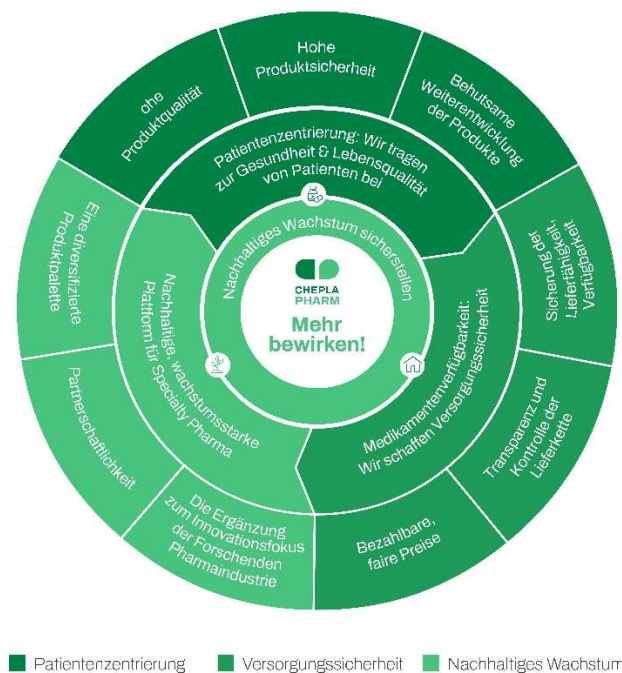 Hohe
Produktsicherheit
Behutsame
Weiterentwicklung
der Produkte
Sicherung der
Lieferfähigkeit,
Verfügbarkeit
Transparenz und
Kontrolle der
Lieferkette
Bezahlbare,
faire Preise
Die Ergänzung
zum Innovationsfokus
der Forschenden
Pharmaindustrie
Partnerschaftlichkeit
Eine diversifizierte
Produktpalette
ohe
Produktqualität
Patientenzentrierung: Wir tragen
zur Gesundheit & Lebensqualität
von Patienten bei
Medikamentenverfügbarkeit:
Wir schaffen Versorgungssicherheit
Nachhaltige, wachstumsstarke
Plattform für Specialty Pharma
Nachhaltiges Wachstum sicherstellen
CHEPLA
PHARM
Mehr
bewirken!
Patientenzentrierung Versorgungssicherheit Nachhaltiges Wachstum